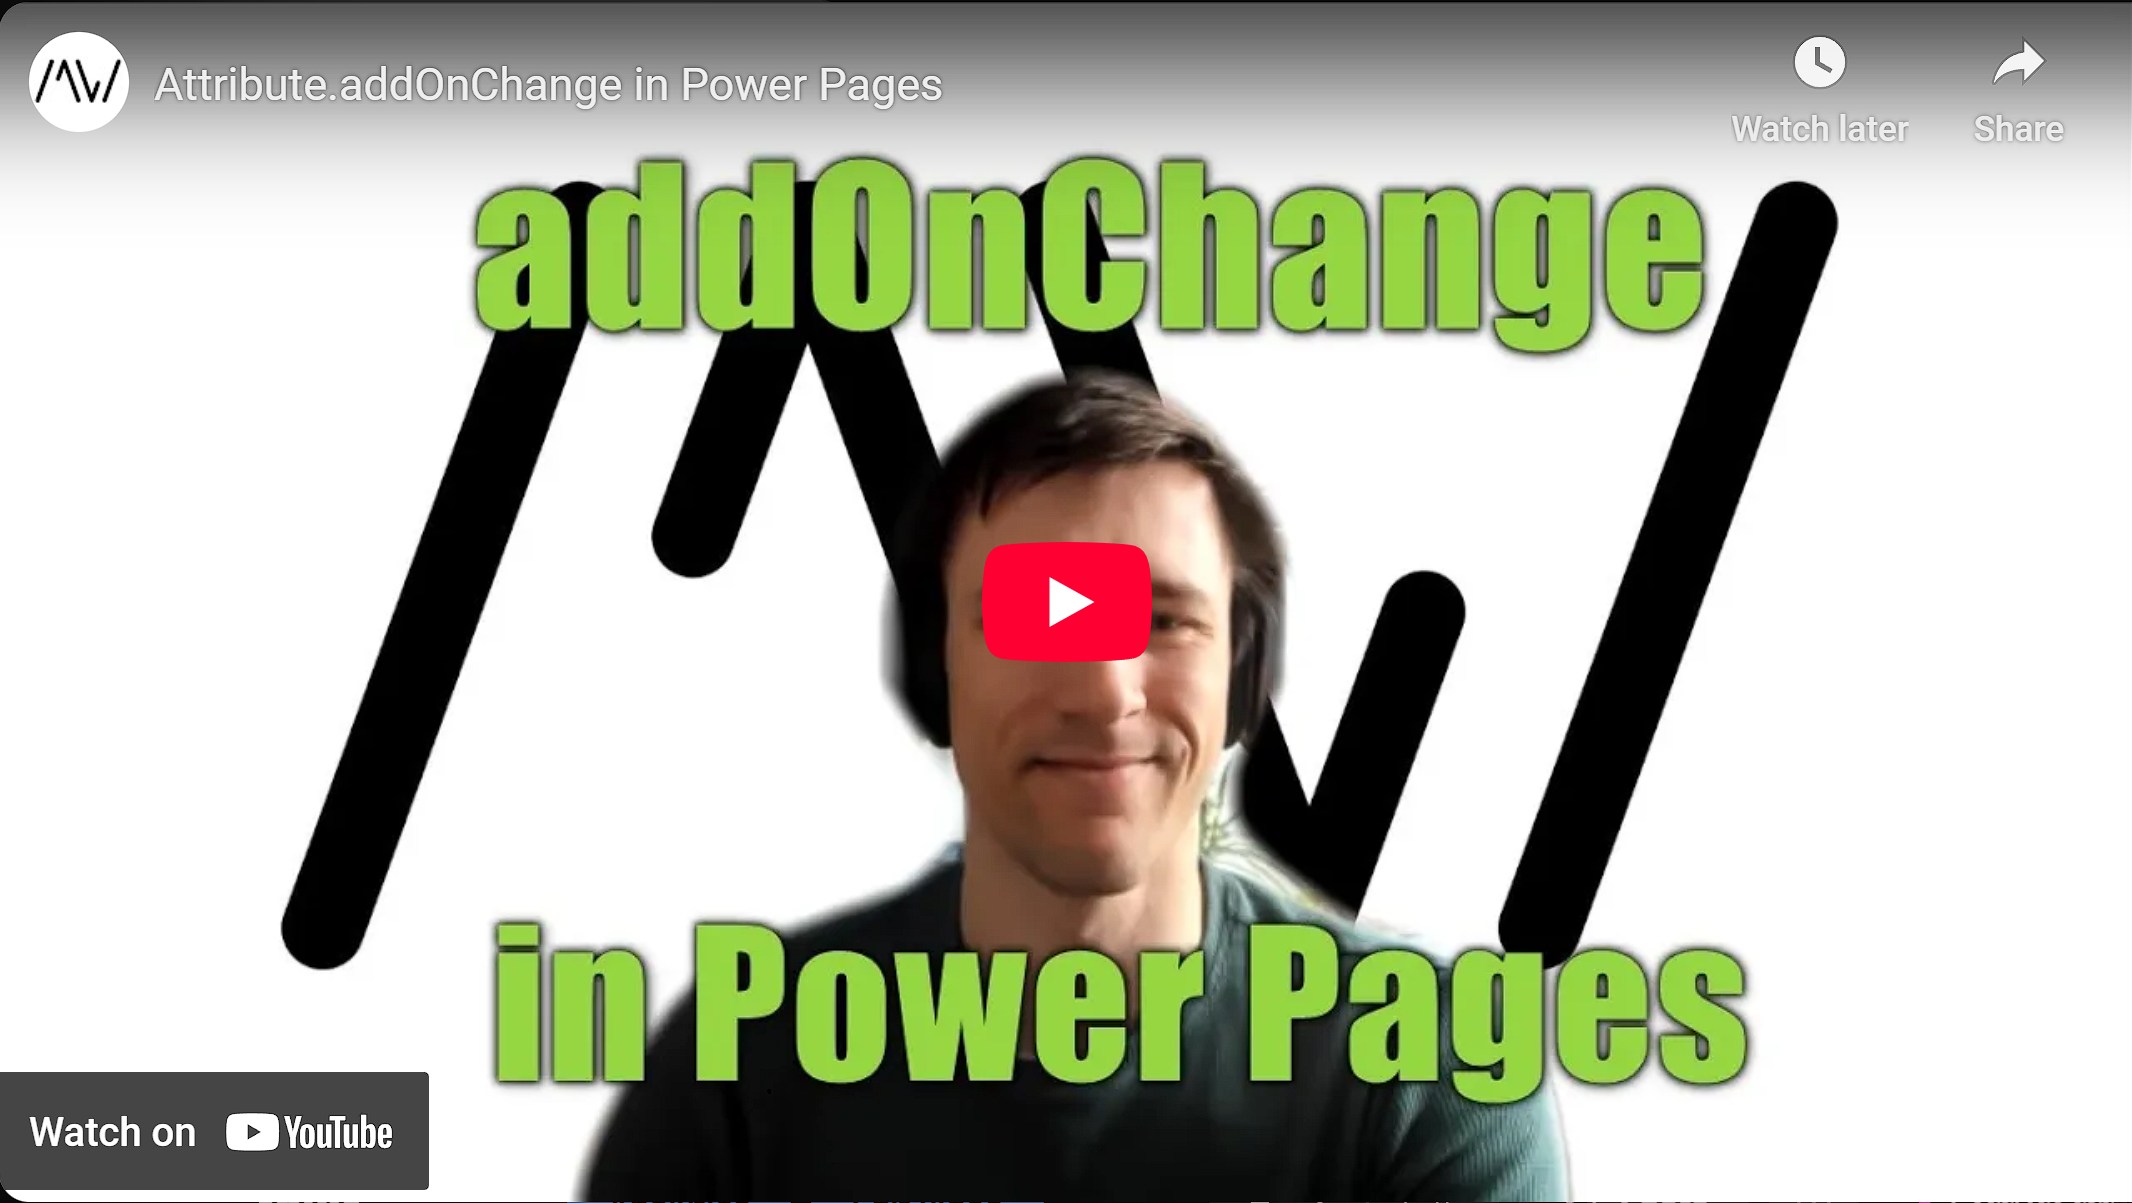 Attribute.addOnChange in Power Pages
Watch later
Share
addOnChange
in Power Pages
Watch on YouTube